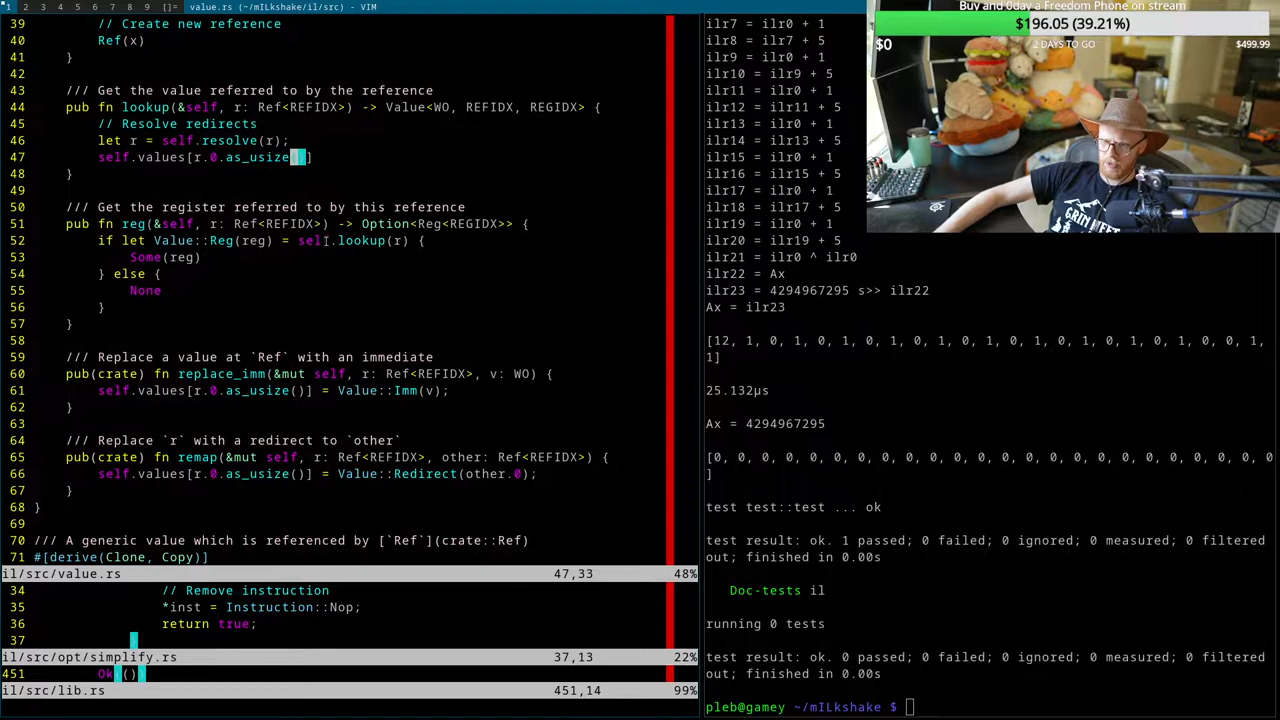 1 2 3 4 5 6 7 8 9 []= value.rs (~/mILkshake/il/src) - VIM
39 // Create new reference
40 Ref(x)
41 }
42
43 /// Get the value referred to by the reference
44 pub fn lookup(&self, r: Ref<REFIDX>) -> Value<WO, REFIDX, REGIDX> {
45 // Resolve redirects
46 let r = self.resolve(r);
47 self.values[r.0.as_usize()]
48 }
49
50 /// Get the register referred to by this reference
51 pub fn reg(&self, r: Ref<REFIDX>) -> Option<Reg<REGIDX>> {
52 if let Value::Reg(reg) = self.lookup(r) {
53 Some(reg)
54 } else {
55 None
56 }
57 }
58
59 /// Replace a value at `Ref` with an immediate
60 pub(crate) fn replace_imm(&mut self, r: Ref<REFIDX>, v: WO) {
61 self.values[r.0.as_usize()] = Value::Imm(v);
62 }
63
64 /// Replace `r` with a redirect to `other`
65 pub(crate) fn remap(&mut self, r: Ref<REFIDX>, other: Ref<REFIDX>) {
66 self.values[r.0.as_usize()] = Value::Redirect(other.0);
67 }
68 }
69
70 /// A generic value which is referenced by [`Ref`](crate::Ref)
71 #[derive(Clone, Copy)]
il/src/value.rs 47,33 48%
34 // Remove instruction
35 *inst = Instruction::Nop;
36 return true;
37 }
il/src/opt/simplify.rs 37,13 22%
451 Ok(())
il/src/lib.rs 451,14 99%
ilr7 = ilr0 + 1
ilr8 = ilr7 + 5
ilr9 = ilr0 + 1
ilr10 = ilr9 + 5
ilr11 = ilr0 + 1
ilr12 = ilr11 + 5
ilr13 = ilr0 + 1
ilr14 = ilr13 + 5
ilr15 = ilr0 + 1
ilr16 = ilr15 + 5
ilr17 = ilr0 + 1
ilr18 = ilr17 + 5
ilr19 = ilr0 + 1
ilr20 = ilr19 + 5
ilr21 = ilr0 ^ ilr0
ilr22 = Ax
ilr23 = 4294967295 s>> ilr22
Ax = ilr23
[12, 1, 0, 1, 0, 1, 0, 1, 0, 1, 0, 1, 0, 1, 0, 1, 0, 1, 0, 1, 0, 0, 1,
1]
25.132µs
Ax = 4294967295
[0, 0, 0, 0, 0, 0, 0, 0, 0, 0, 0, 0, 0, 0, 0, 0, 0, 0, 0, 0, 0, 0, 0, 0
]
test test::test ... ok
test result: ok. 1 passed; 0 failed; 0 ignored; 0 measured; 0 filtered
out; finished in 0.00s
Doc-tests il
running 0 tests
test result: ok. 0 passed; 0 failed; 0 ignored; 0 measured; 0 filtered
out; finished in 0.00s
pleb@gamey ~/mILkshake $
Buy and 0day a Freedom Phone on stream
$196.05 (39.21%)
$0 2 DAYS TO GO $499.99